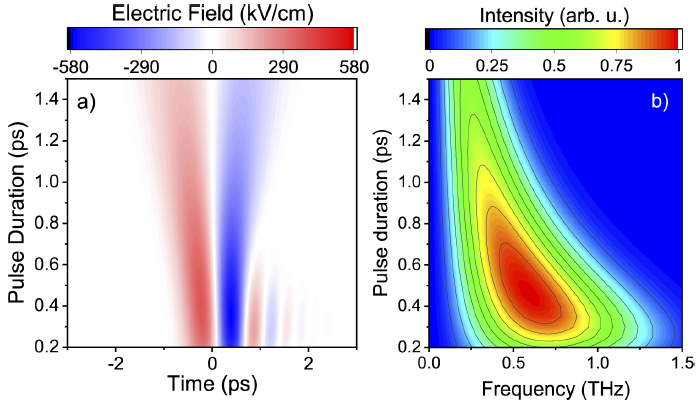 Electric Field (kV/cm)
-580 -290 0 290 580
a)
Pulse Duration (ps)
1.4
1.2
1.0
0.8
0.6
0.4
0.2
-2 0 2
Time (ps)
Intensity (arb. u.)
0 0.25 0.5 0.75 1
b)
Pulse duration (ps)
1.4
1.2
1.0
0.8
0.6
0.4
0.2
0.0 0.5 1.0 1.5
Frequency (THz)